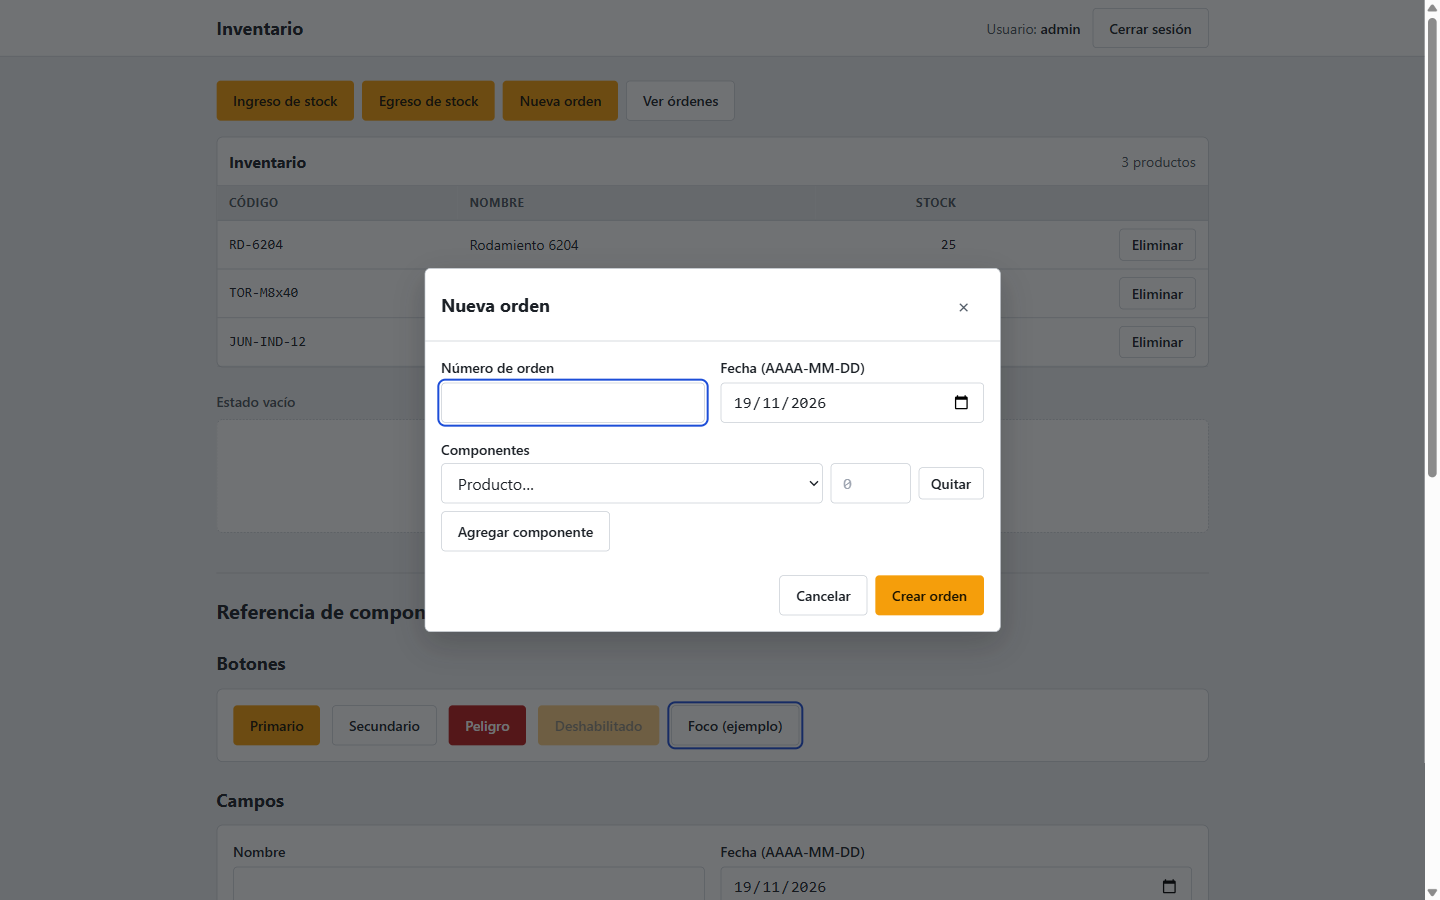 Inventario
Usuario: admin
Cerrar sesión
Ingreso de stock
Egreso de stock
Nueva orden
Ver órdenes
Inventario
3 productos
CÓDIGO NOMBRE STOCK
RD-6204 Rodamiento 6204 25 Eliminar
TOR-M8x40 Eliminar
JUN-IND-12 Eliminar
Estado vacío
Nueva orden
×
Número de orden
Fecha (AAAA-MM-DD)
19/11/2026
Componentes
Producto...
0
Quitar
Agregar componente
Cancelar
Crear orden
Referencia de compon
Botones
Primario
Secundario
Peligro
Deshabilitado
Foco (ejemplo)
Campos
Nombre
Fecha (AAAA-MM-DD)
19/11/2026